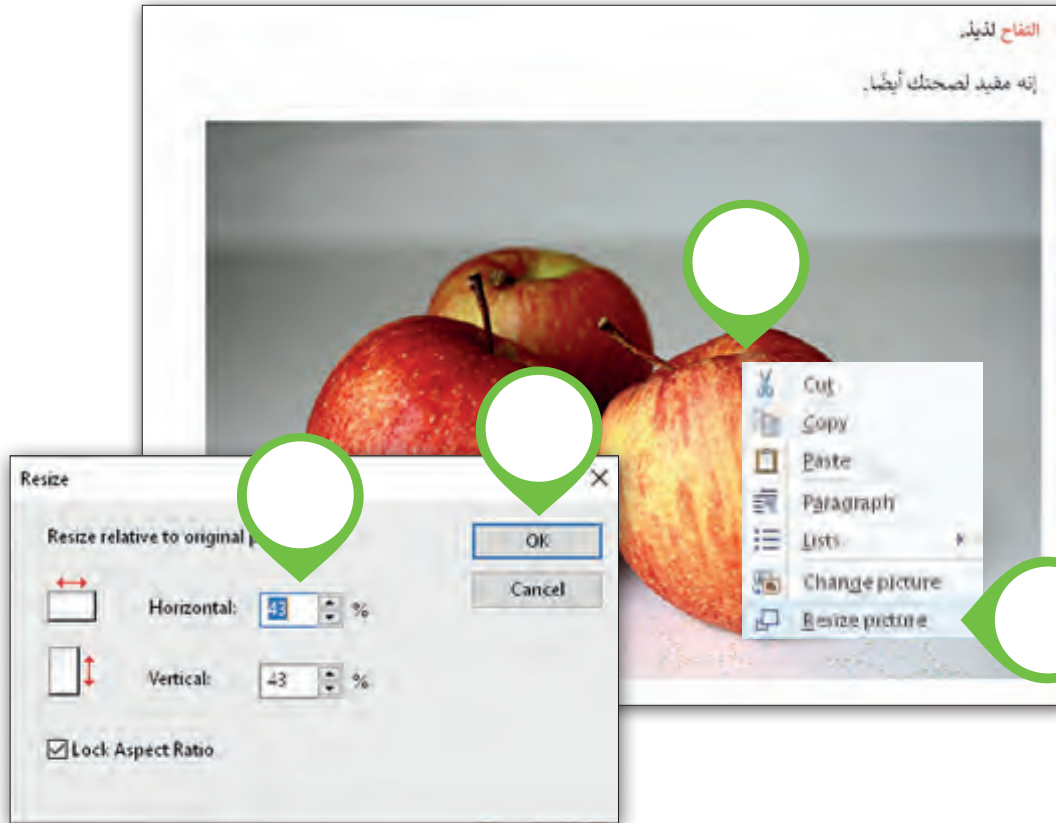 التفاح لذيذ.
إنه مفيد لصحتك أيضًا.
Cut
Copy
Paste
Paragraph
Lists
Change picture
Resize picture
Resize
Resize relative to original
OK
Cancel
Horizontal: 43 %
Vertical: 43 %
Lock Aspect Ratio